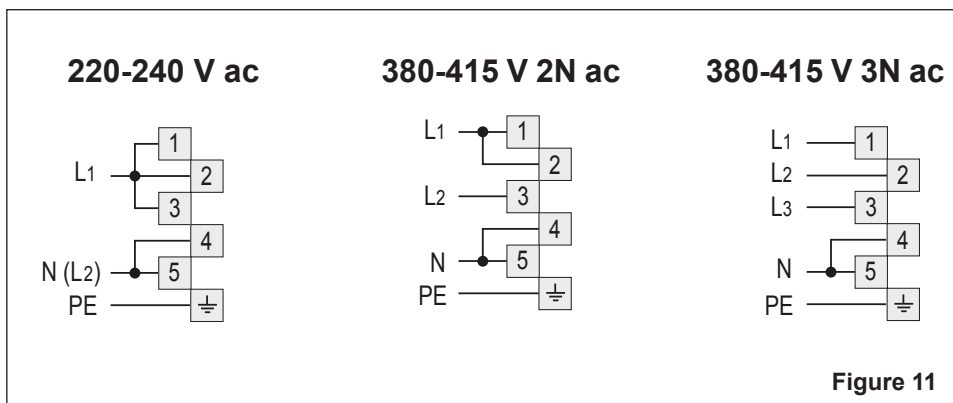 220-240 V ac
L1
N (L2)
PE
1
2
3
4
5
380-415 V 2N ac
L1
L2
N
PE
1
2
3
4
5
380-415 V 3N ac
L1
L2
L3
N
PE
1
2
3
4
5
Figure 11